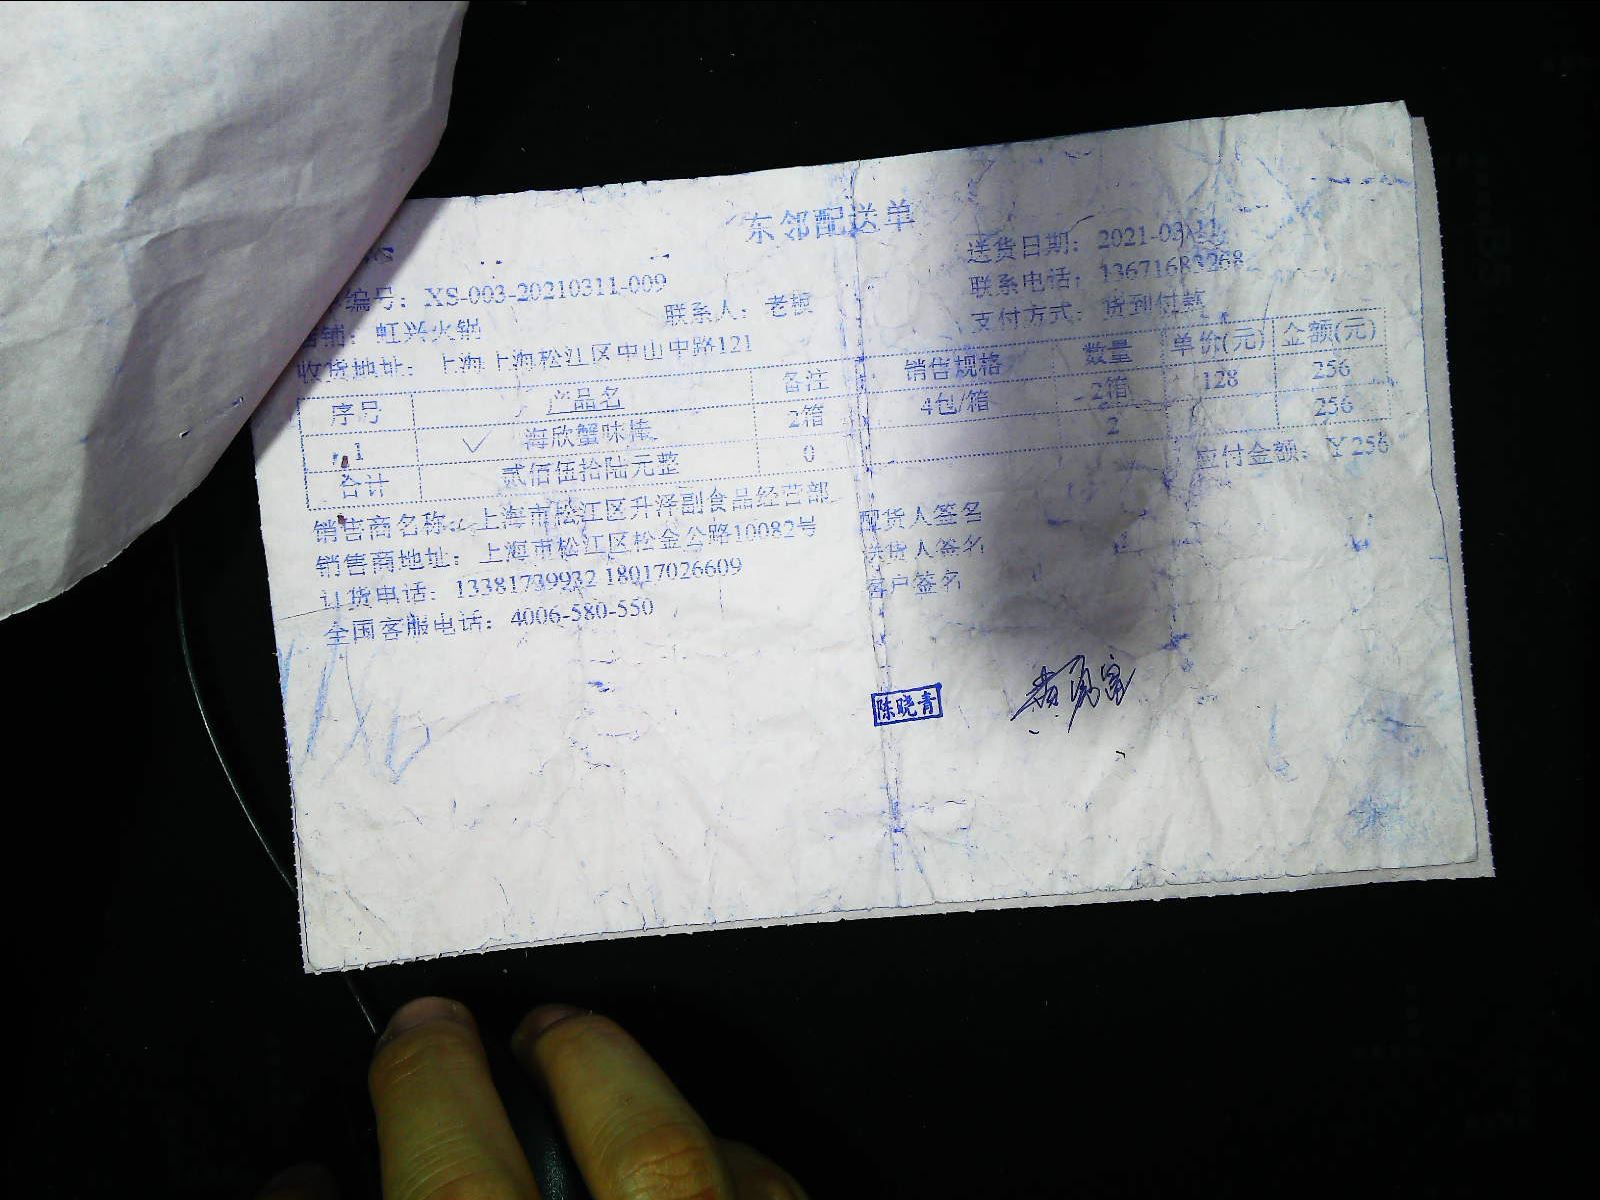 东邻配送单
编号：XS-003-20210311-009
送货日期：2021-03-11
店铺：虹兴火锅 联系人：老板 联系电话：13671683268
收货地址：上海上海松江区中山中路121 支付方式：货到付款
序号 产品名 备注 销售规格 数量 单价(元) 金额(元)
1 海欣蟹味棒 2箱 4包/箱 2箱 128 256
合计 贰佰伍拾陆元整 0 2 256
应付金额：￥256
销售商名称：上海市松江区升泽副食品经营部 配货人签名
销售商地址：上海市松江区松金公路10082号 送货人签名
订货电话：13381739932 18017026609 客户签名
全国客服电话：4006-580-550
陈晓青